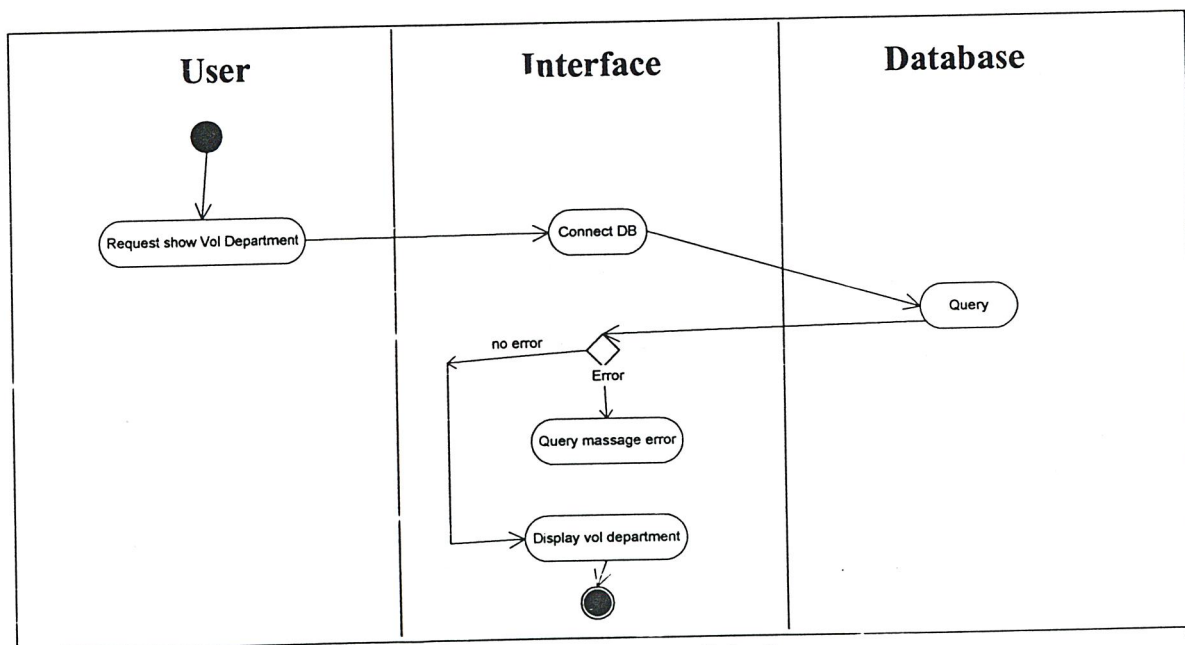 User
Interface
Database
Request show Vol Department
Connect DB
Query
no error
Error
Query massage error
Display vol department